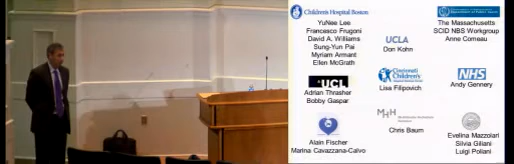 Children's Hospital Boston
YuNee Lee
Francesco Frugoni
David A. Williams
Sung-Yun Pai
Myriam Armant
Ellen McGrath
UCL
Adrian Thrasher
Bobby Gaspar
Alain Fischer
Marina Cavazzana-Calvo
UCLA
Don Kohn
Cincinnati
Children's
Lisa Filipovich
MHH
Chris Baum
The Massachusetts
SCID NBS Workgroup
Anne Comeau
NHS
Andy Gennery
Evelina Mazzolari
Silvia Giliani
Luigi Poliani